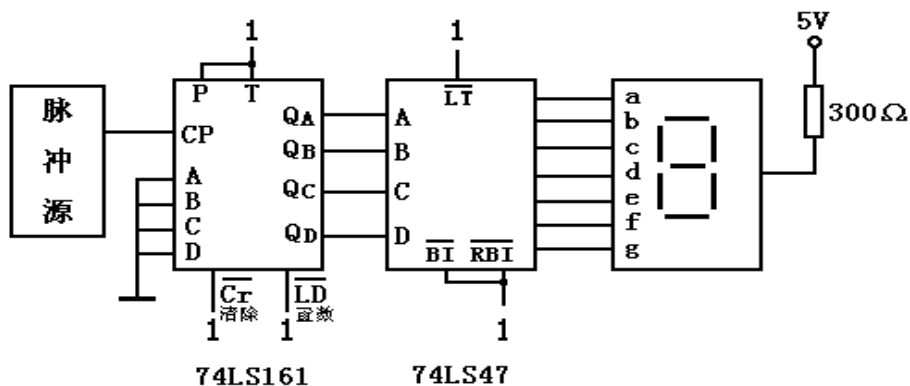 1
1
5V
脉
冲
源
P T
CP
A
B
C
D
QA
QB
QC
QD
Cr
清除
LD
置数
1
1
A
B
C
D
LT
BI RBI
1
a
b
c
d
e
f
g
300Ω
74LS161
74LS47